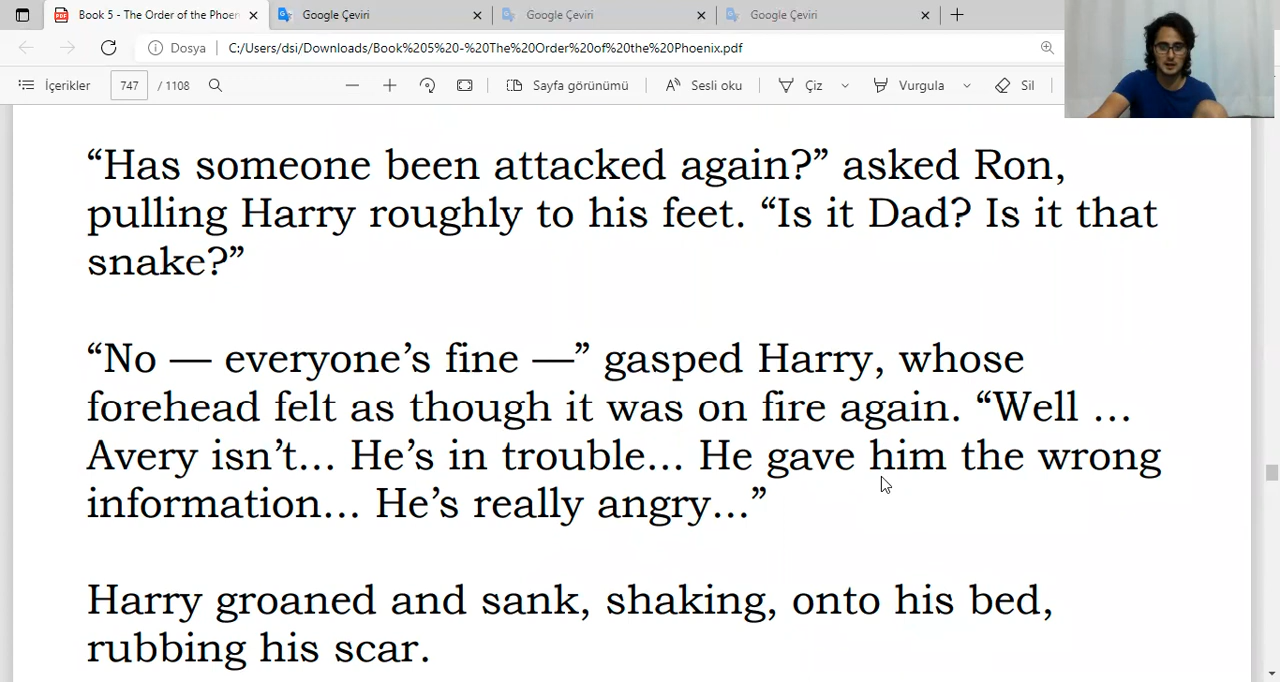 Book 5 - The Order of the Phoen
Google Çeviri
Google Çeviri
Google Çeviri
Dosya
C:/Users/dsi/Downloads/Book%205%20-%20The%20Order%20of%20the%20Phoenix.pdf
İçerikler
747 / 1108
Sayfa görünümü
Sesli oku
Çiz
Vurgula
Sil
“Has someone been attacked again?” asked Ron,
pulling Harry roughly to his feet. “Is it Dad? Is it that
snake?”
“No — everyone’s fine —” gasped Harry, whose
forehead felt as though it was on fire again. “Well …
Avery isn’t… He’s in trouble… He gave him the wrong
information… He’s really angry…”
Harry groaned and sank, shaking, onto his bed,
rubbing his scar.